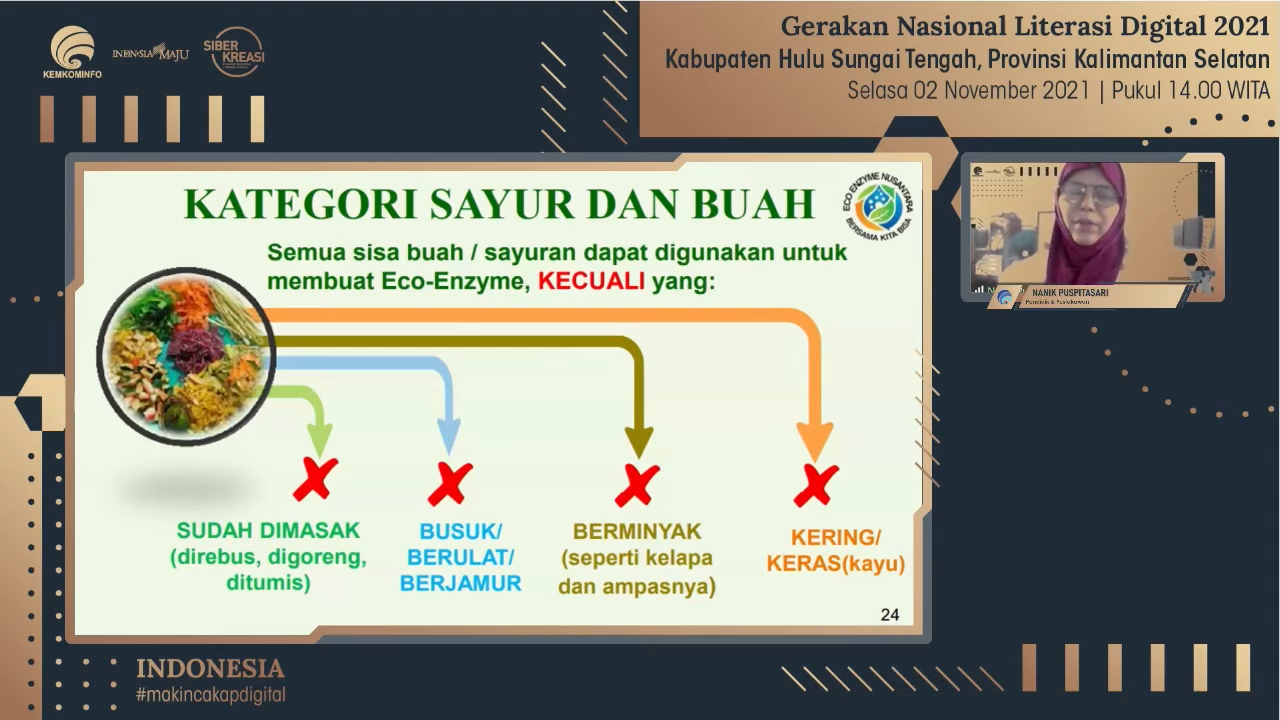 KEMKOMINFO
INDONESIA MAJU
SIBER
KREASI
Gerakan Nasional Literasi Digital 2021
Kabupaten Hulu Sungai Tengah, Provinsi Kalimantan Selatan
Selasa 02 November 2021 | Pukul 14.00 WITA
KATEGORI SAYUR DAN BUAH
ECO ENZYME NUSANTARA
BERSAMA KITA BISA
Semua sisa buah / sayuran dapat digunakan untuk
membuat Eco-Enzyme, KECUALI yang:
SUDAH DIMASAK
(direbus, digoreng,
ditumis)
BUSUK/
BERULAT/
BERJAMUR
BERMINYAK
(seperti kelapa
dan ampasnya)
KERING/
KERAS(kayu)
24
NANIK PUSPITASARI
Pendidik &
INDONESIA
#makincakapdigital